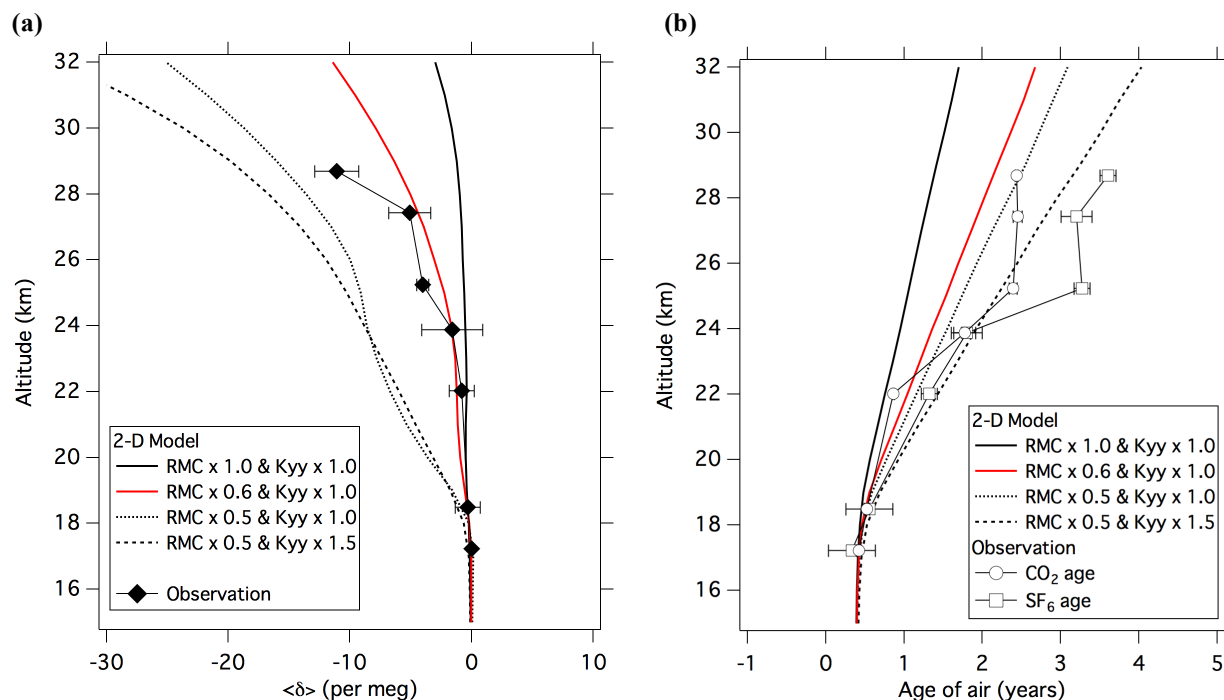 (a)
-30
-20
-10
0
10
32
30
28
26
24
22
20
18
16
Altitude (km)
2-D Model
RMC x 1.0 & Kyy x 1.0
RMC x 0.6 & Kyy x 1.0
RMC x 0.5 & Kyy x 1.0
RMC x 0.5 & Kyy x 1.5
Observation
-30
-20
-10
0
10
<δ> (per meg)
(b)
32
30
28
26
24
22
20
18
16
Altitude (km)
2-D Model
RMC x 1.0 & Kyy x 1.0
RMC x 0.6 & Kyy x 1.0
RMC x 0.5 & Kyy x 1.0
RMC x 0.5 & Kyy x 1.5
Observation
CO₂ age
SF₆ age
-1
0
1
2
3
4
5
Age of air (years)